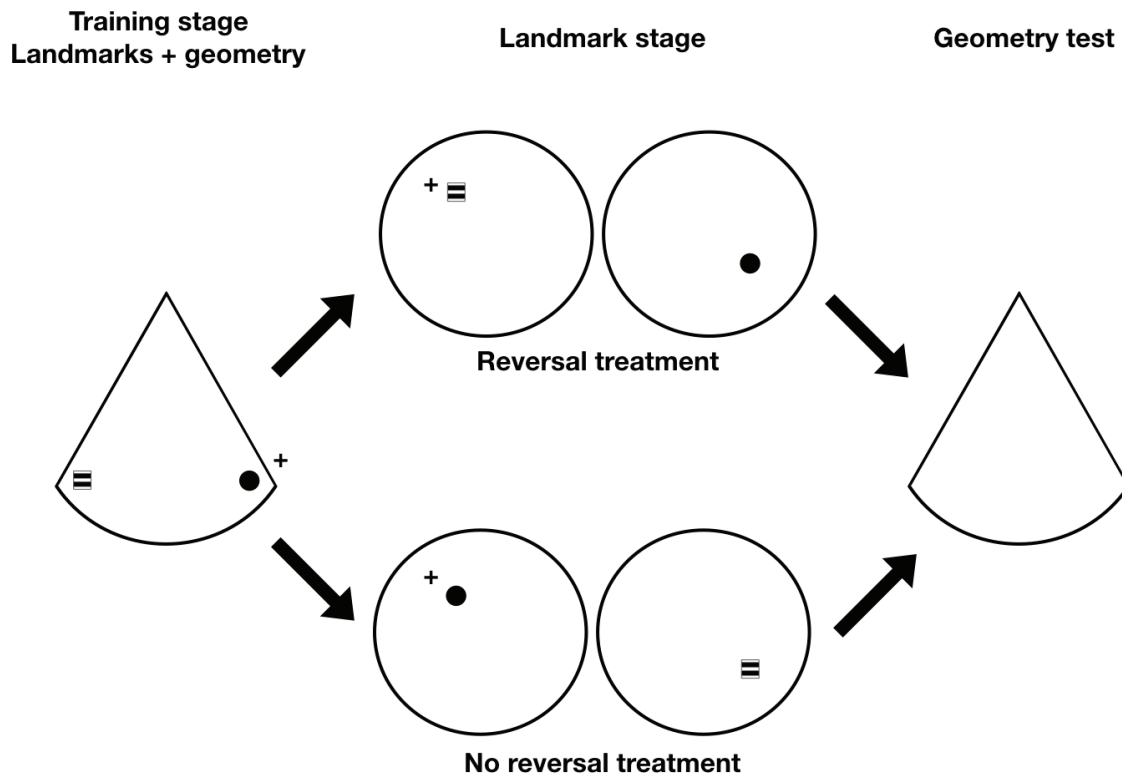 Training stage
Landmarks + geometry
Landmark stage
Geometry test
+
Reversal treatment
+
+
No reversal treatment